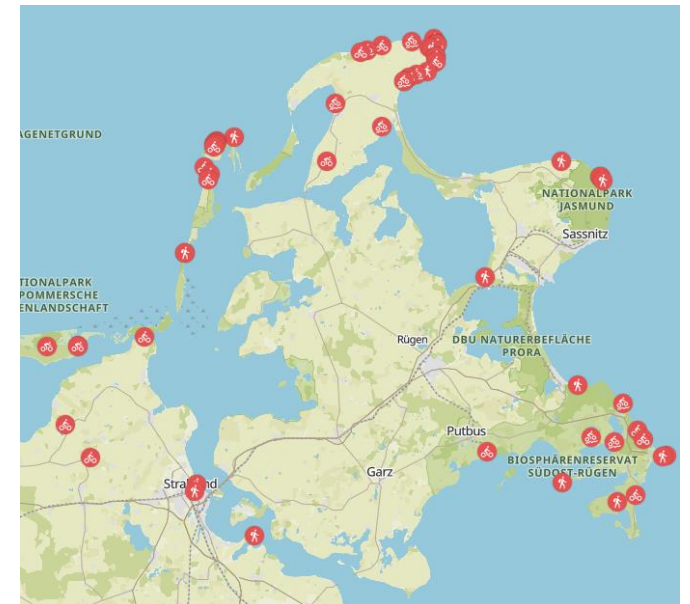 AGENETGRUND
NATIONALPARK
JASMUND
Sassnitz
TIONALPARK
POMMERSCHE
ENLANDSCHAFT
Rügen
DBU NATURERBEFLÄCHE
PRORA
Putbus
BIOSPHÄRENRESERVAT
SÜDOST-RÜGEN
Garz